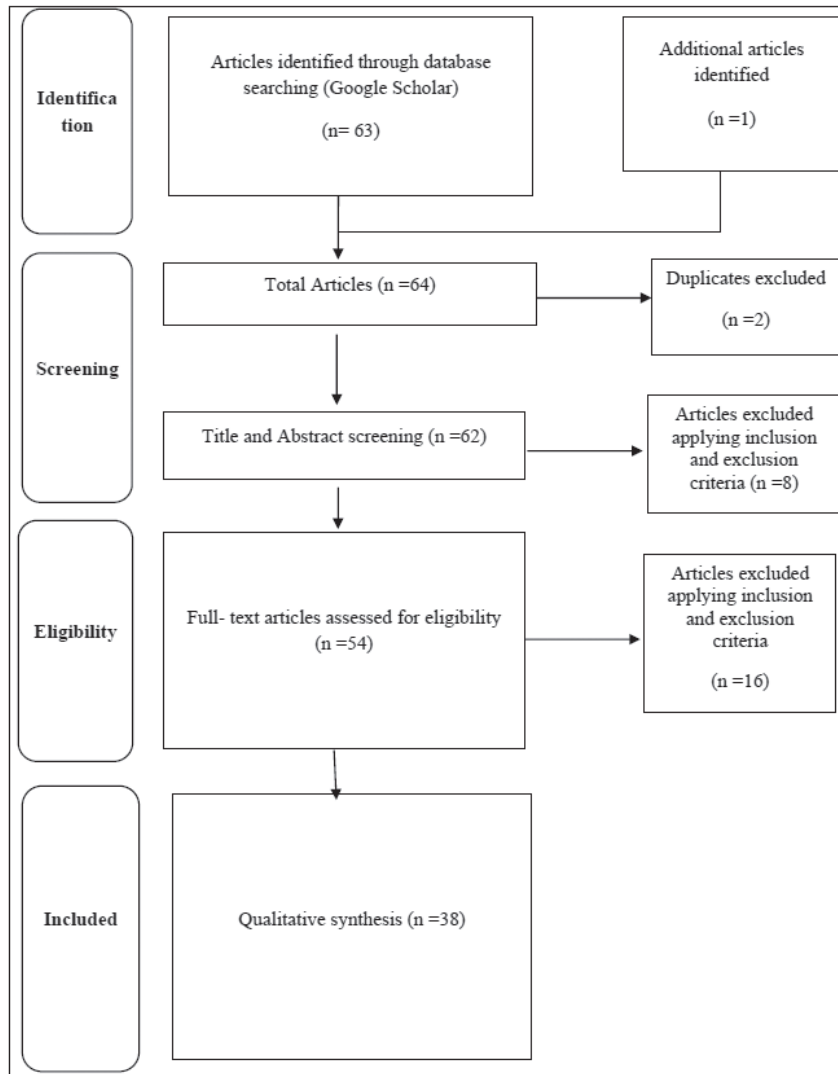 Identifica
tion
Articles identified through database
searching (Google Scholar)
(n= 63)
Additional articles
identified
(n =1)
Screening
Total Articles (n =64)
Duplicates excluded
(n =2)
Title and Abstract screening (n =62)
Articles excluded
applying inclusion
and exclusion
criteria (n =8)
Eligibility
Full- text articles assessed for eligibility
(n =54)
Articles excluded
applying inclusion
and exclusion
criteria
(n =16)
Included
Qualitative synthesis (n =38)